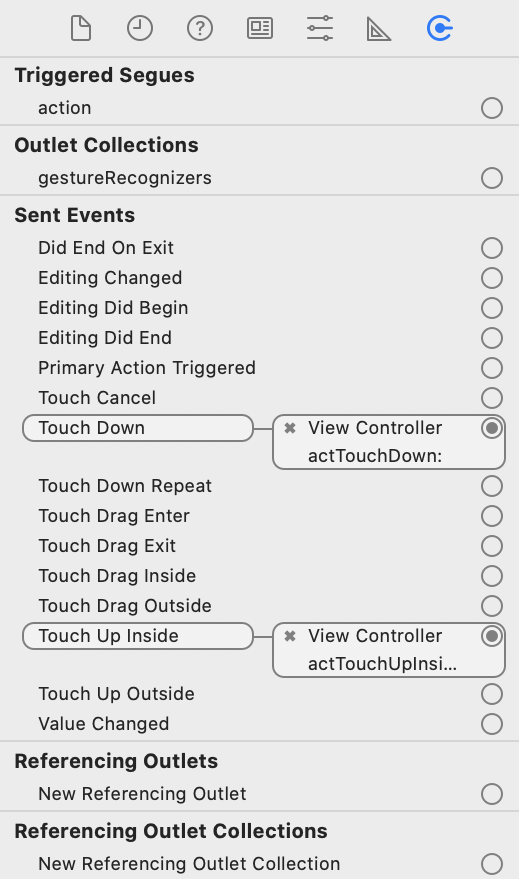 Triggered Segues
action
Outlet Collections
gestureRecognizers
Sent Events
Did End On Exit
Editing Changed
Editing Did Begin
Editing Did End
Primary Action Triggered
Touch Cancel
Touch Down
View Controller
actTouchDown:
Touch Down Repeat
Touch Drag Enter
Touch Drag Exit
Touch Drag Inside
Touch Drag Outside
Touch Up Inside
View Controller
actTouchUpInsi...
Touch Up Outside
Value Changed
Referencing Outlets
New Referencing Outlet
Referencing Outlet Collections
New Referencing Outlet Collection